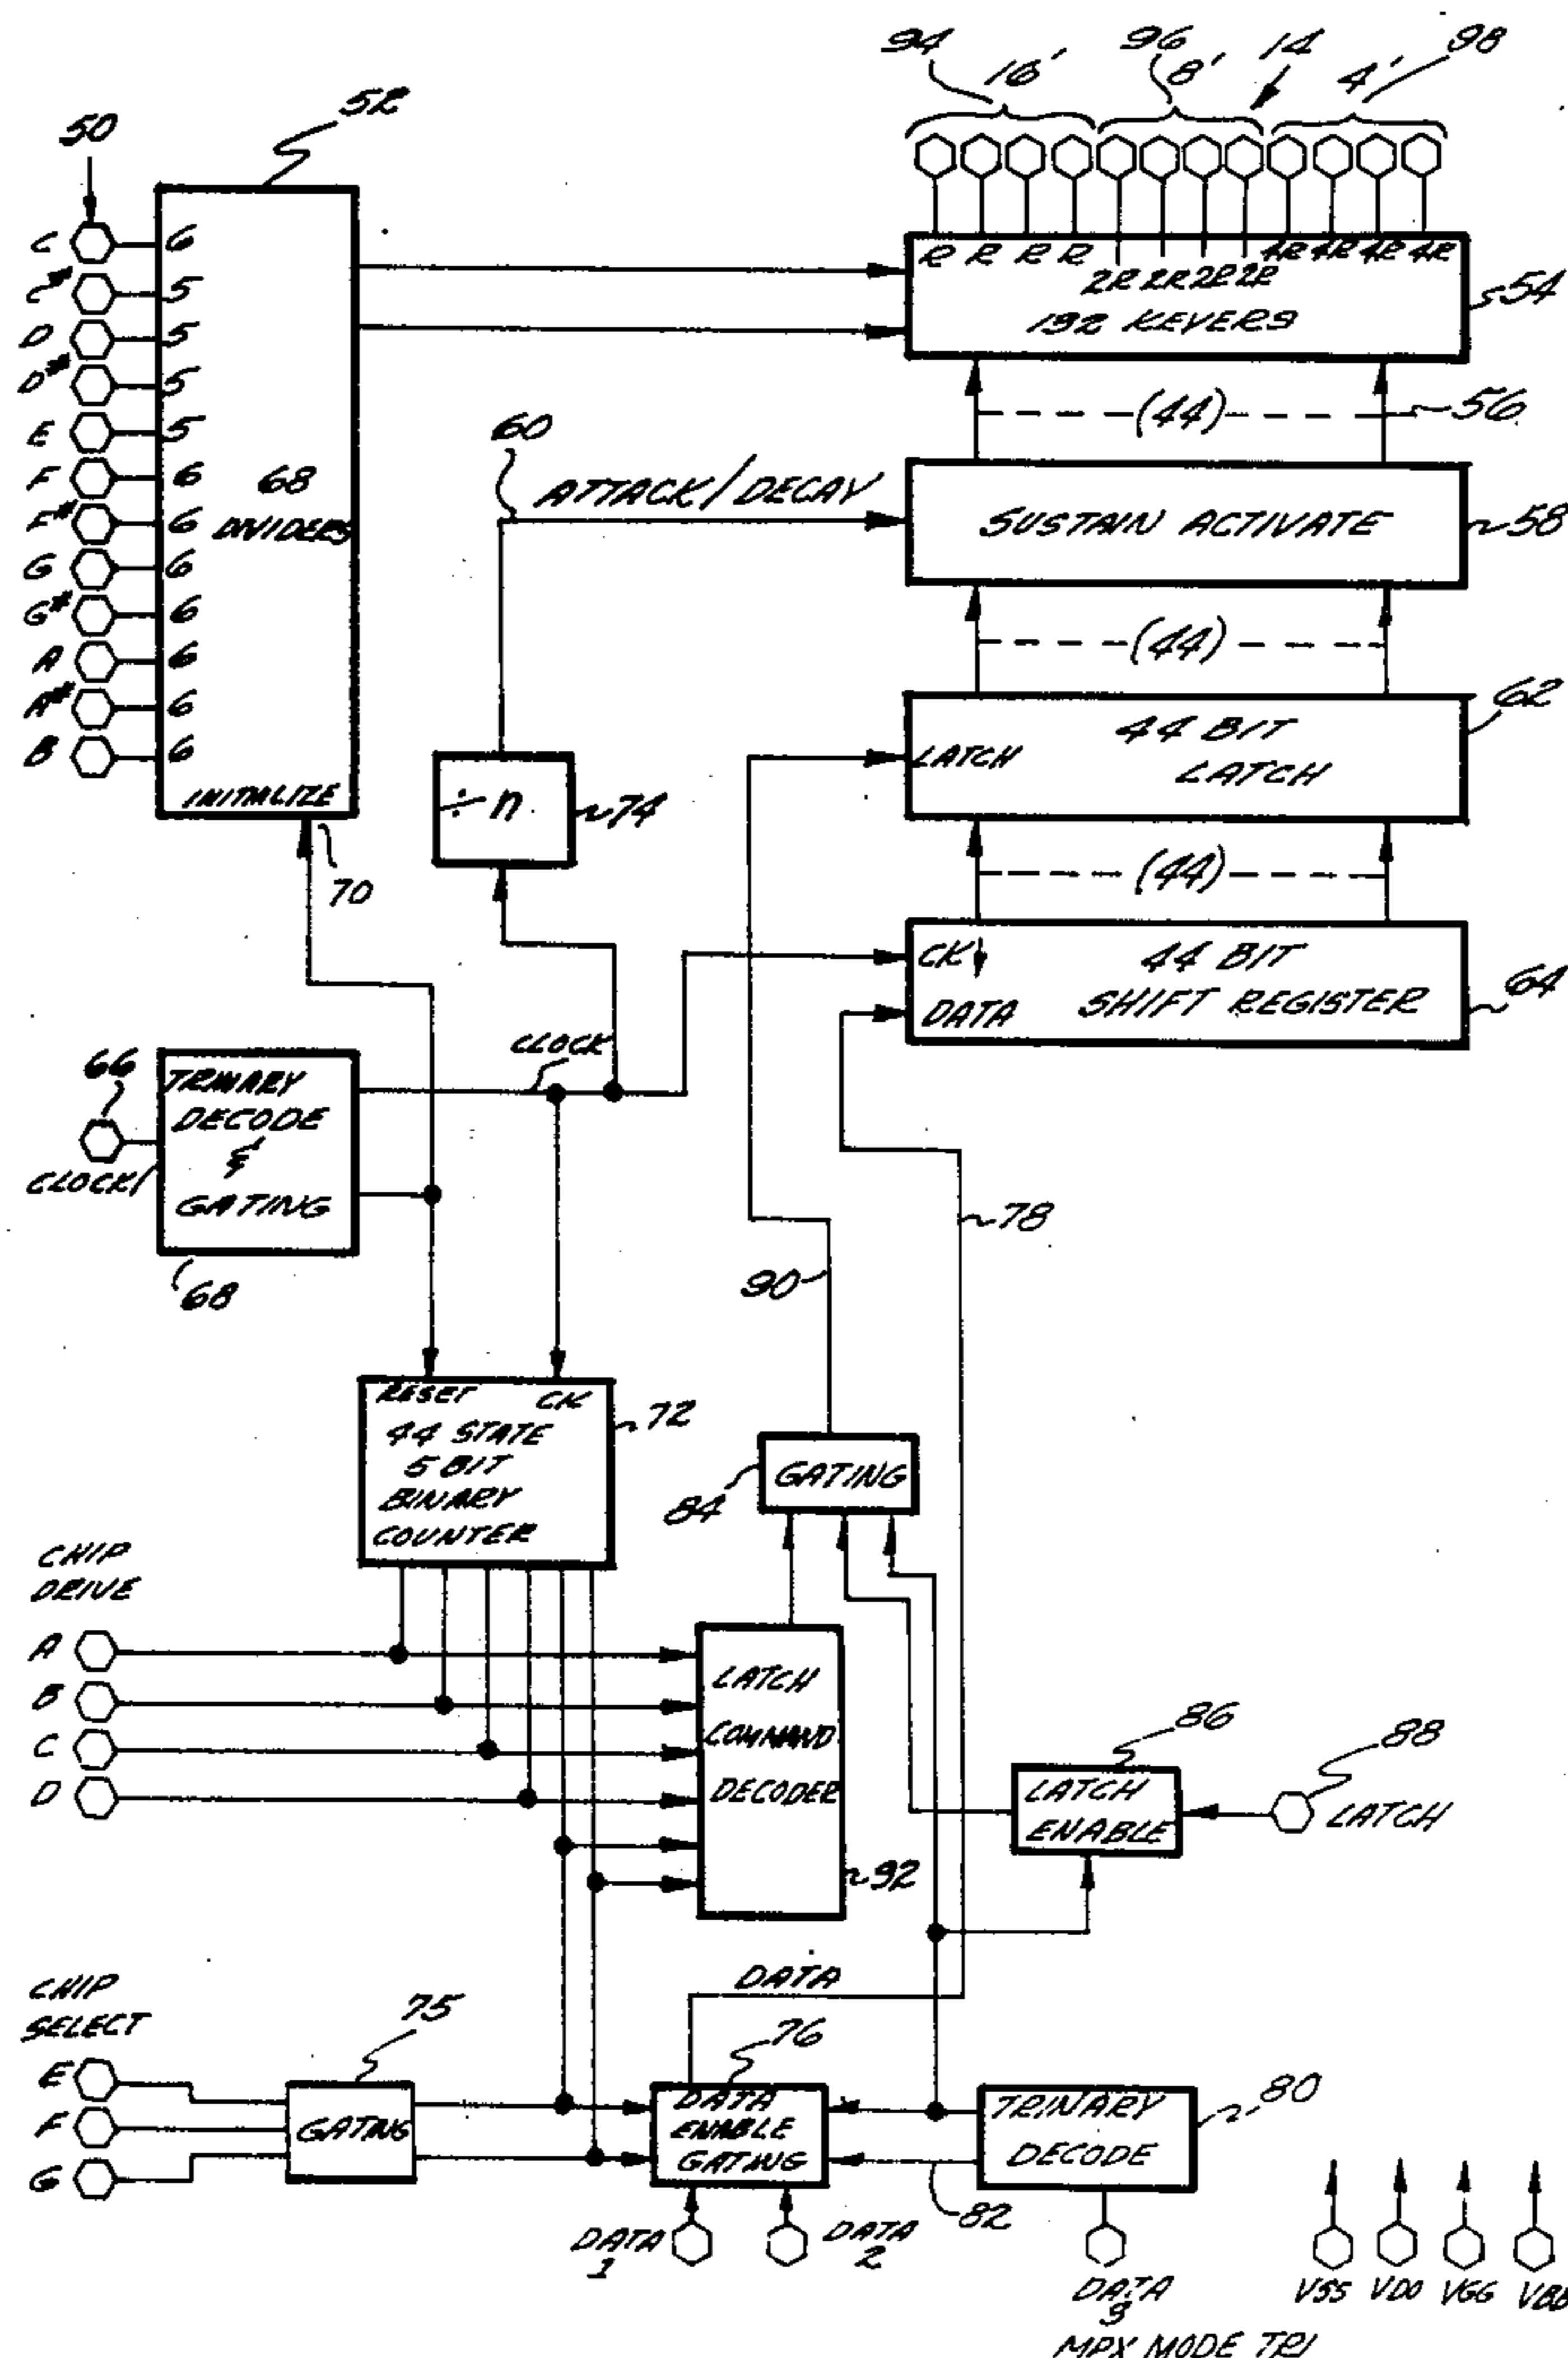 94 16' 96 8' 14 4' 98
50
52
C 6
C# 5
D 5
D# 5
E 5
F 6
F# 6
G 6
G# 6
A 6
A# 6
B 6
68
DIVIDERS
INITIALIZE
70
R R R R
2R 2R 2R 2R
4R 4R 4R 4R
132 KEYERS
54
(44)
56
60
ATTACK/DECAY
SUSTAIN ACTIVATE
58
(44)
LATCH
44 BIT
LATCH
62
÷ n
74
(44)
CK
DATA
44 BIT
SHIFT REGISTER
64
66
CLOCK
TRINARY
DECODE
&
GATING
68
CLOCK
78
90
RESET CK
44 STATE
5 BIT
BINARY
COUNTER
72
84
GATING
CHIP
DRIVE
A
B
C
D
LATCH
COMMAND
DECODER
92
86
LATCH
ENABLE
88
LATCH
CHIP
SELECT
E
F
G
75
GATING
DATA
76
DATA
ENABLE
GATING
TRINARY
DECODE
80
82
DATA
1
DATA
2
DATA
3
MPX MODE TRI
VSS VDD VGG VBB